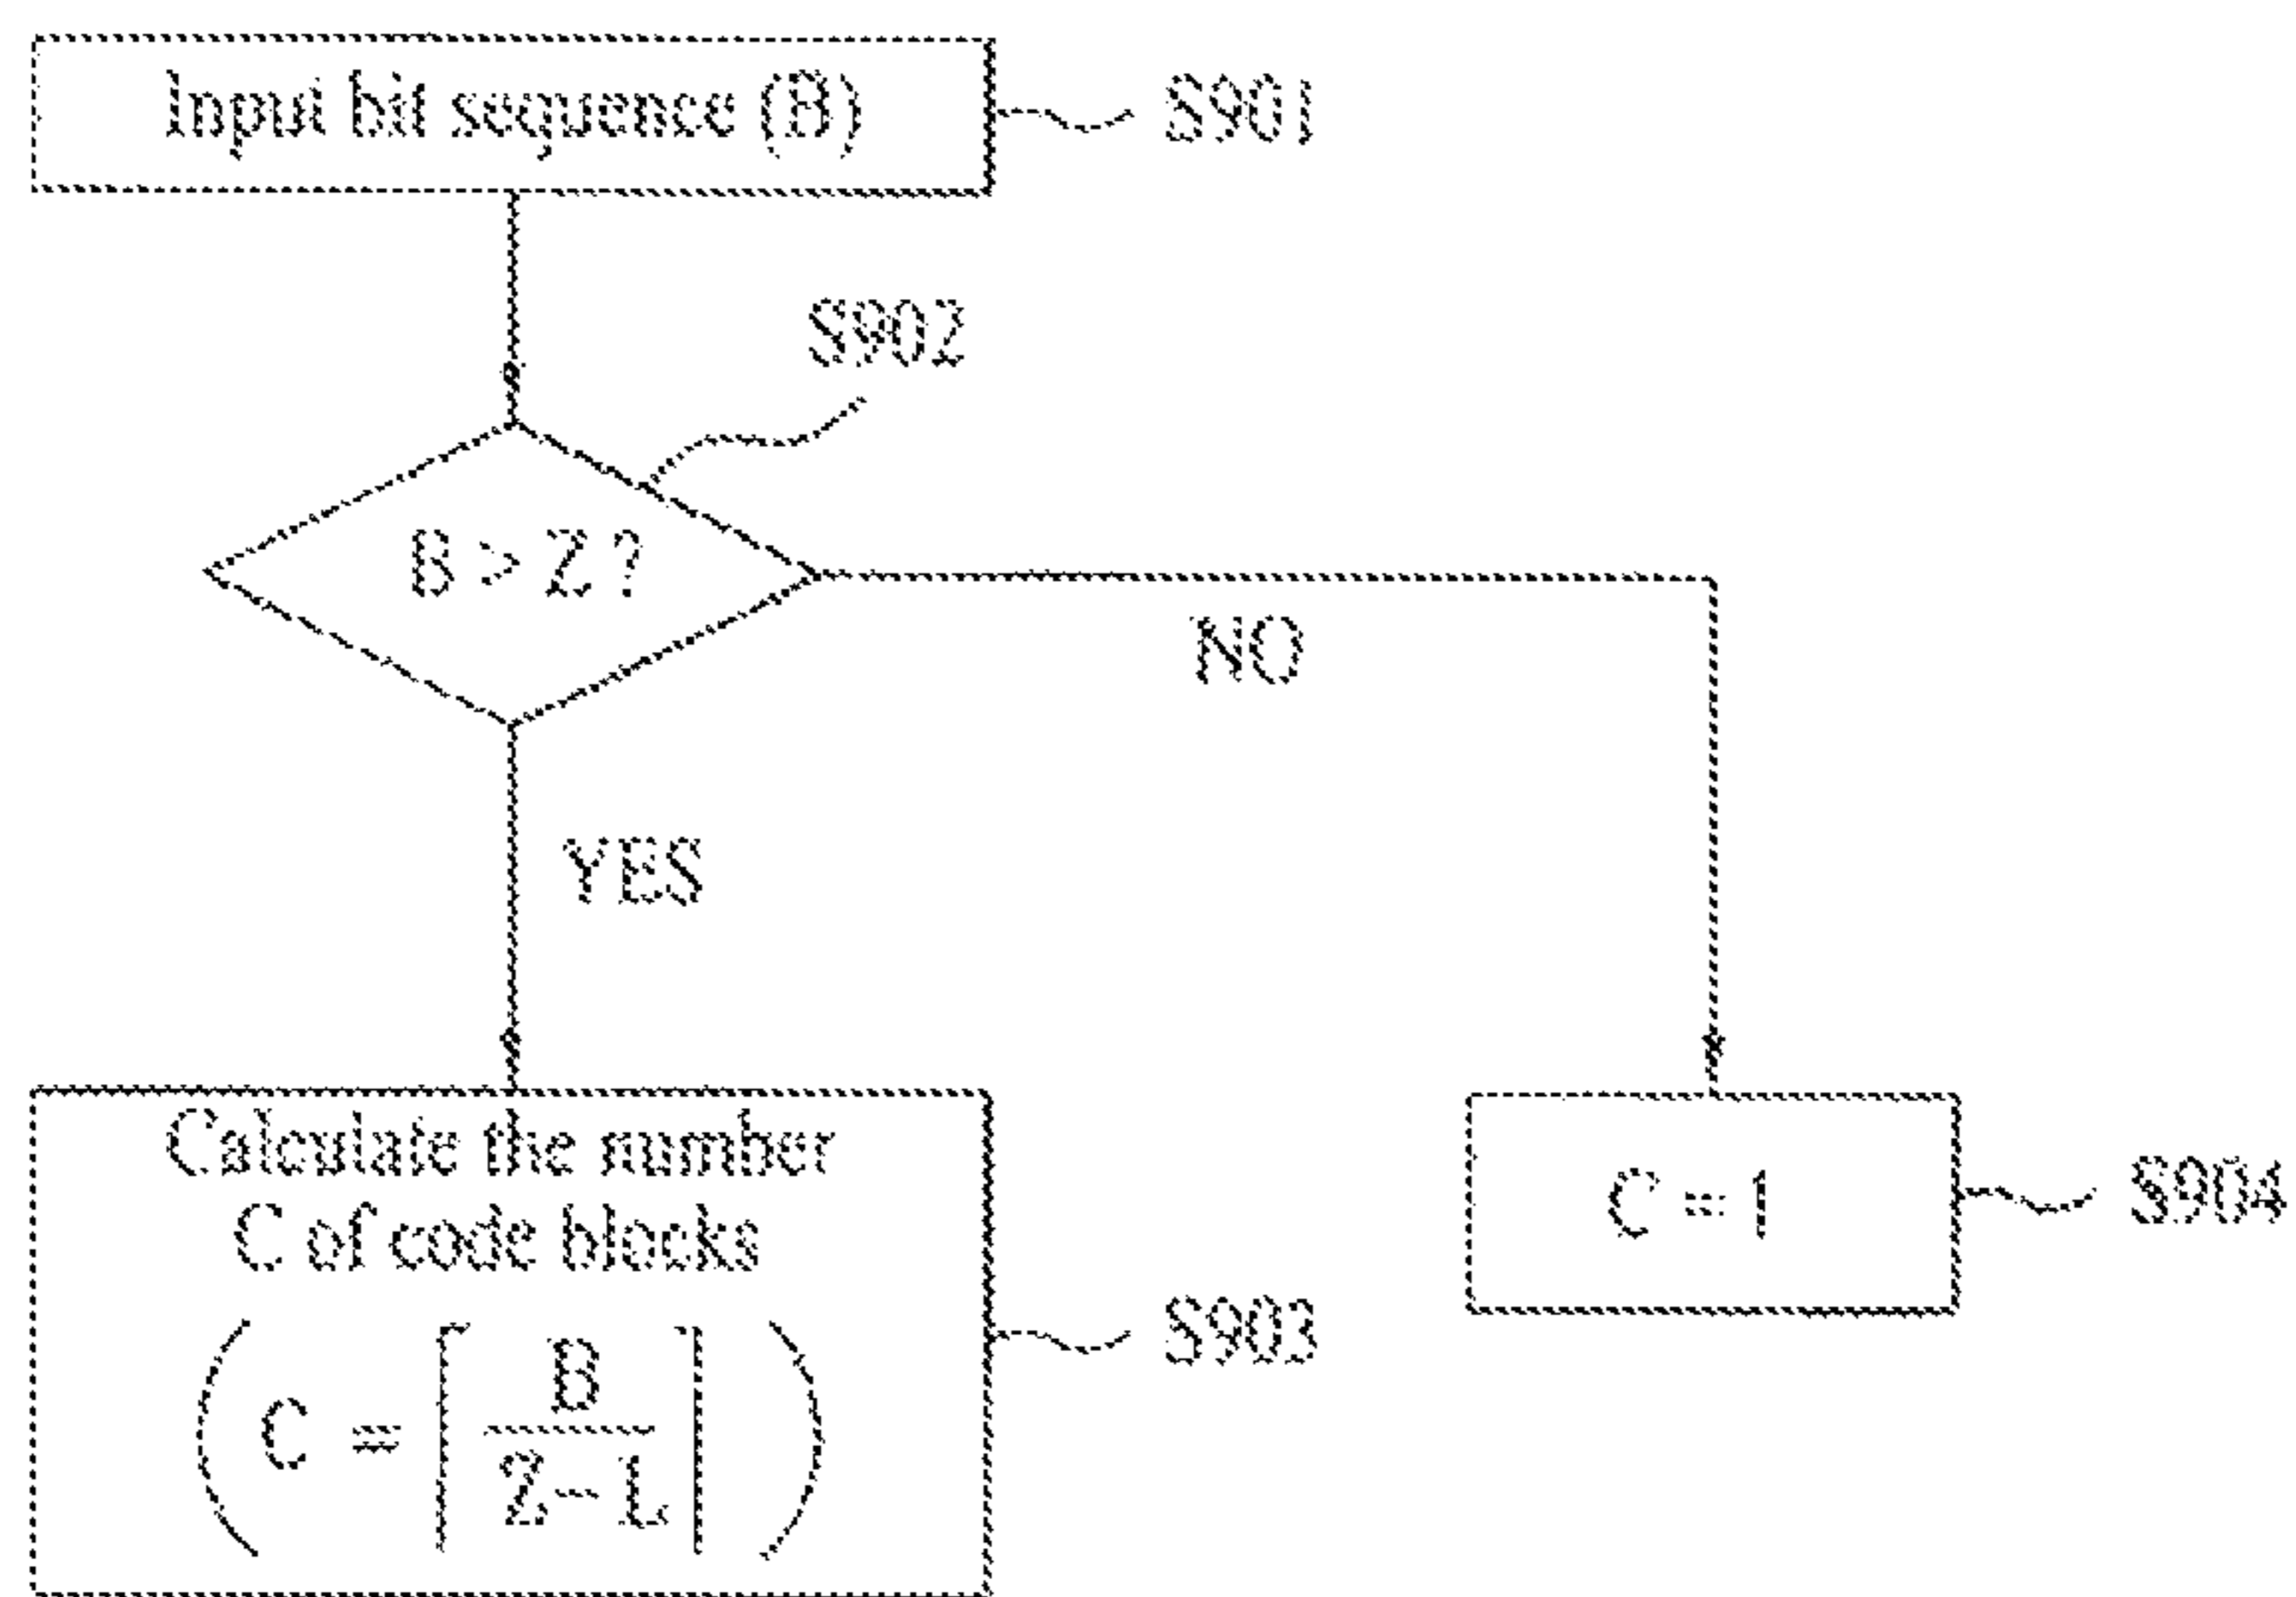 Input bit sequence (B)
S901
S902
B > Z ?
NO
YES
Calculate the number
C of code blocks
( C = ⌈ B / Z–L ⌉ )
S903
C = 1
S904